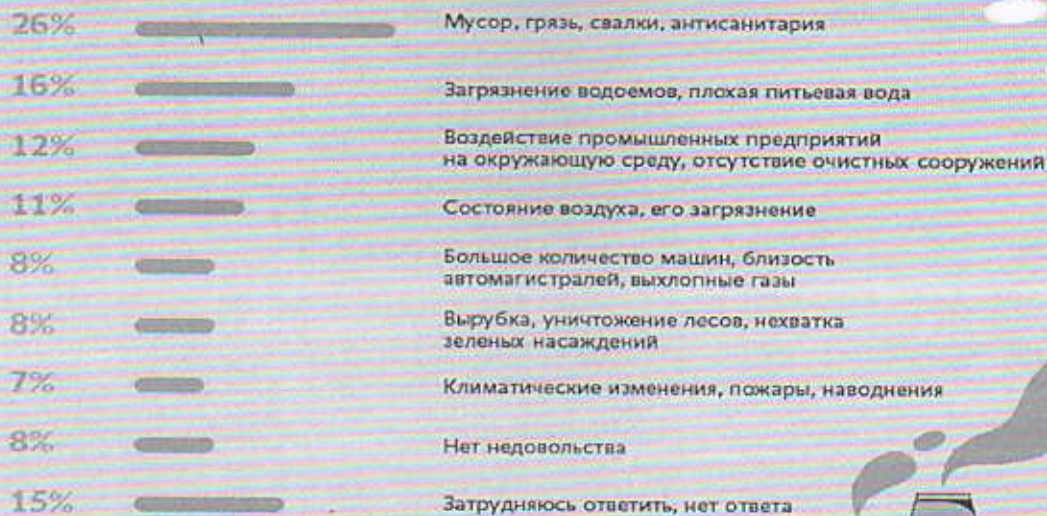 26% Мусор, грязь, свалки, антисанитария
16% Загрязнение водоемов, плохая питьевая вода
12% Воздействие промышленных предприятий
на окружающую среду, отсутствие очистных сооружений
11% Состояние воздуха, его загрязнение
8% Большое количество машин, близость
автомагистралей, выхлопные газы
8% Вырубка, уничтожение лесов, нехватка
зеленых насаждений
7% Климатические изменения, пожары, наводнения
8% Нет недовольства
15% Затрудняюсь ответить, нет ответа